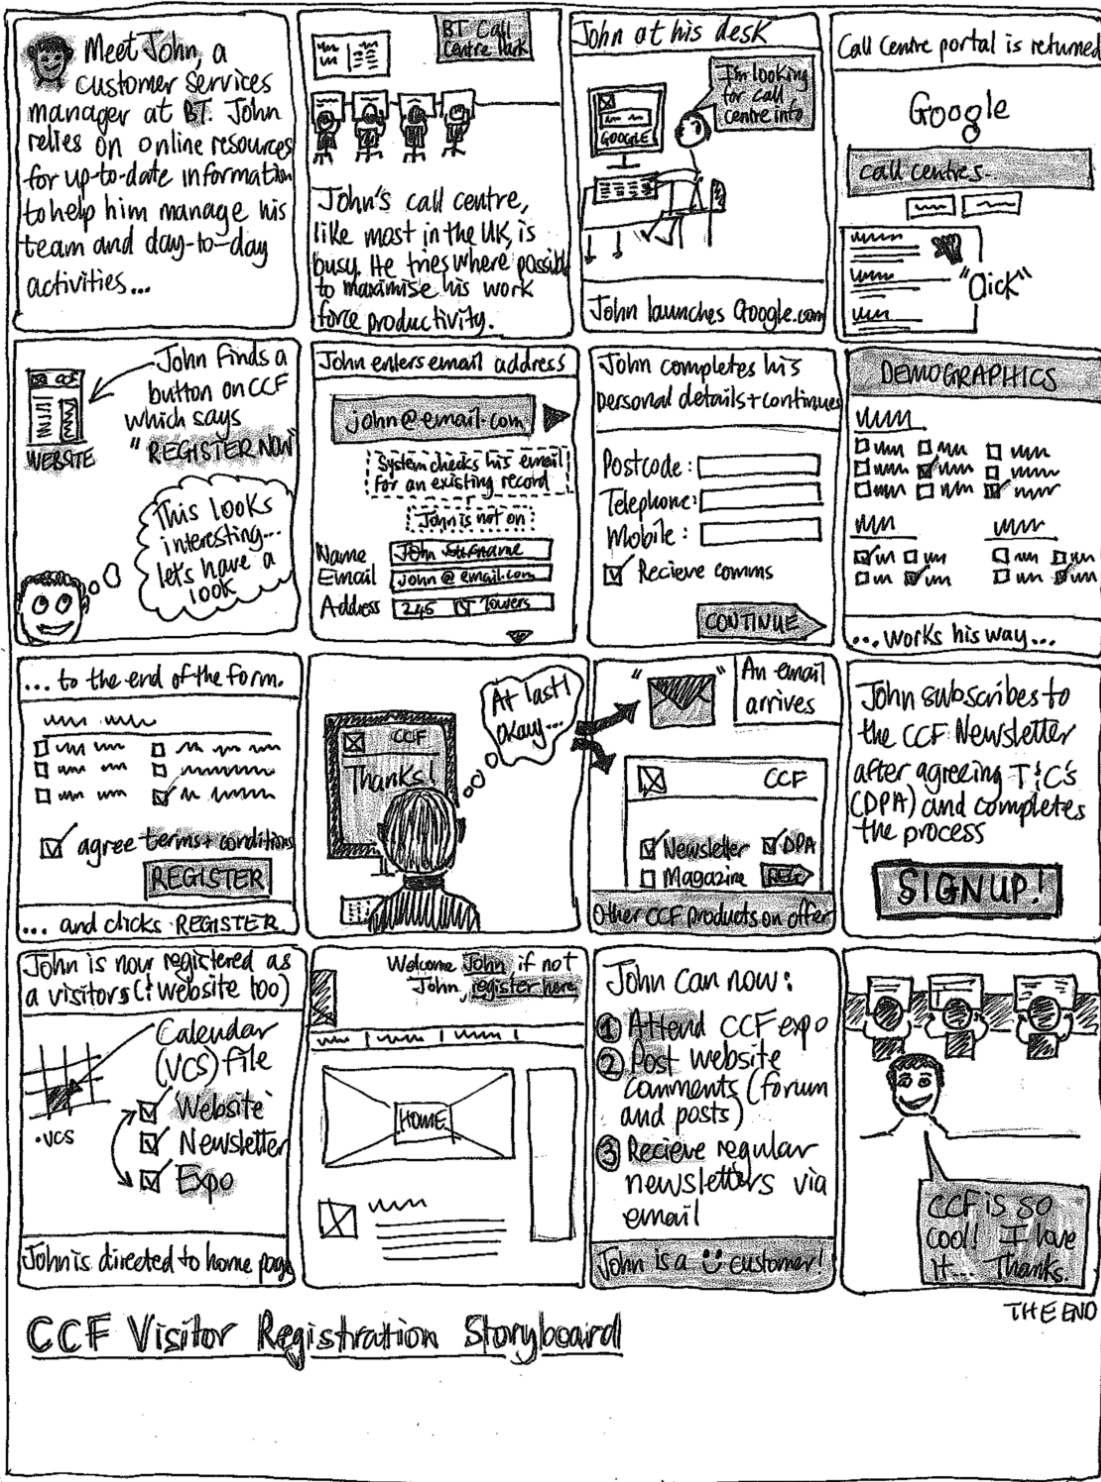 Meet John, a
customer services
manager at BT. John
relies on online resources
for up-to-date information
to help him manage his
team and day-to-day
activities...
BT Call
Centre Park
John's call centre,
like most in the UK, is
busy. He tries where possible
to maximise his work
force productivity.
John at his desk
I'm looking
for call
centre info
GOOGLE
John launches Google.com
Call Centre portal is returned
Google
call centres..
"Click"
John finds a
button on CCF
which says
"REGISTER NOW"
WEBSITE
This looks
interesting...
lets have a
look
John enters email address
john@email.com
System checks his email
for an existing record
John is not on
Name John Surname
Email john@email.com
Address 245 BT Towers
John completes his
personal details + continues
Postcode:
Telephone:
Mobile:
Recieve comms
CONTINUE
DEMOGRAPHICS
...works his way...
...to the end of the form.
agree terms + conditions
REGISTER
... and clicks REGISTER
At last!
okay...
CCF
Thanks!
" "
An email
arrives
CCF
Newsletter DPA
Magazine REG
Other CCF products on offer
John subscribes to
the CCF Newsletter
after agreeing T&C's
(DPA) and completes
the process
SIGNUP!
John is now registered as
a visitors (& website too)
Calendar
(VCS) file
.VCS
Website
Newsletter
Expo
John is directed to home page
Welcome John if not
John, register here
HOME
John can now:
1 Attend CCF expo
2 Post website
comments (forum
and posts)
3 Recieve regular
newsletters via
email
John is a customer!
CCF is so
cool! I love
it... Thanks.
THE END
CCF Visitor Registration Storyboard